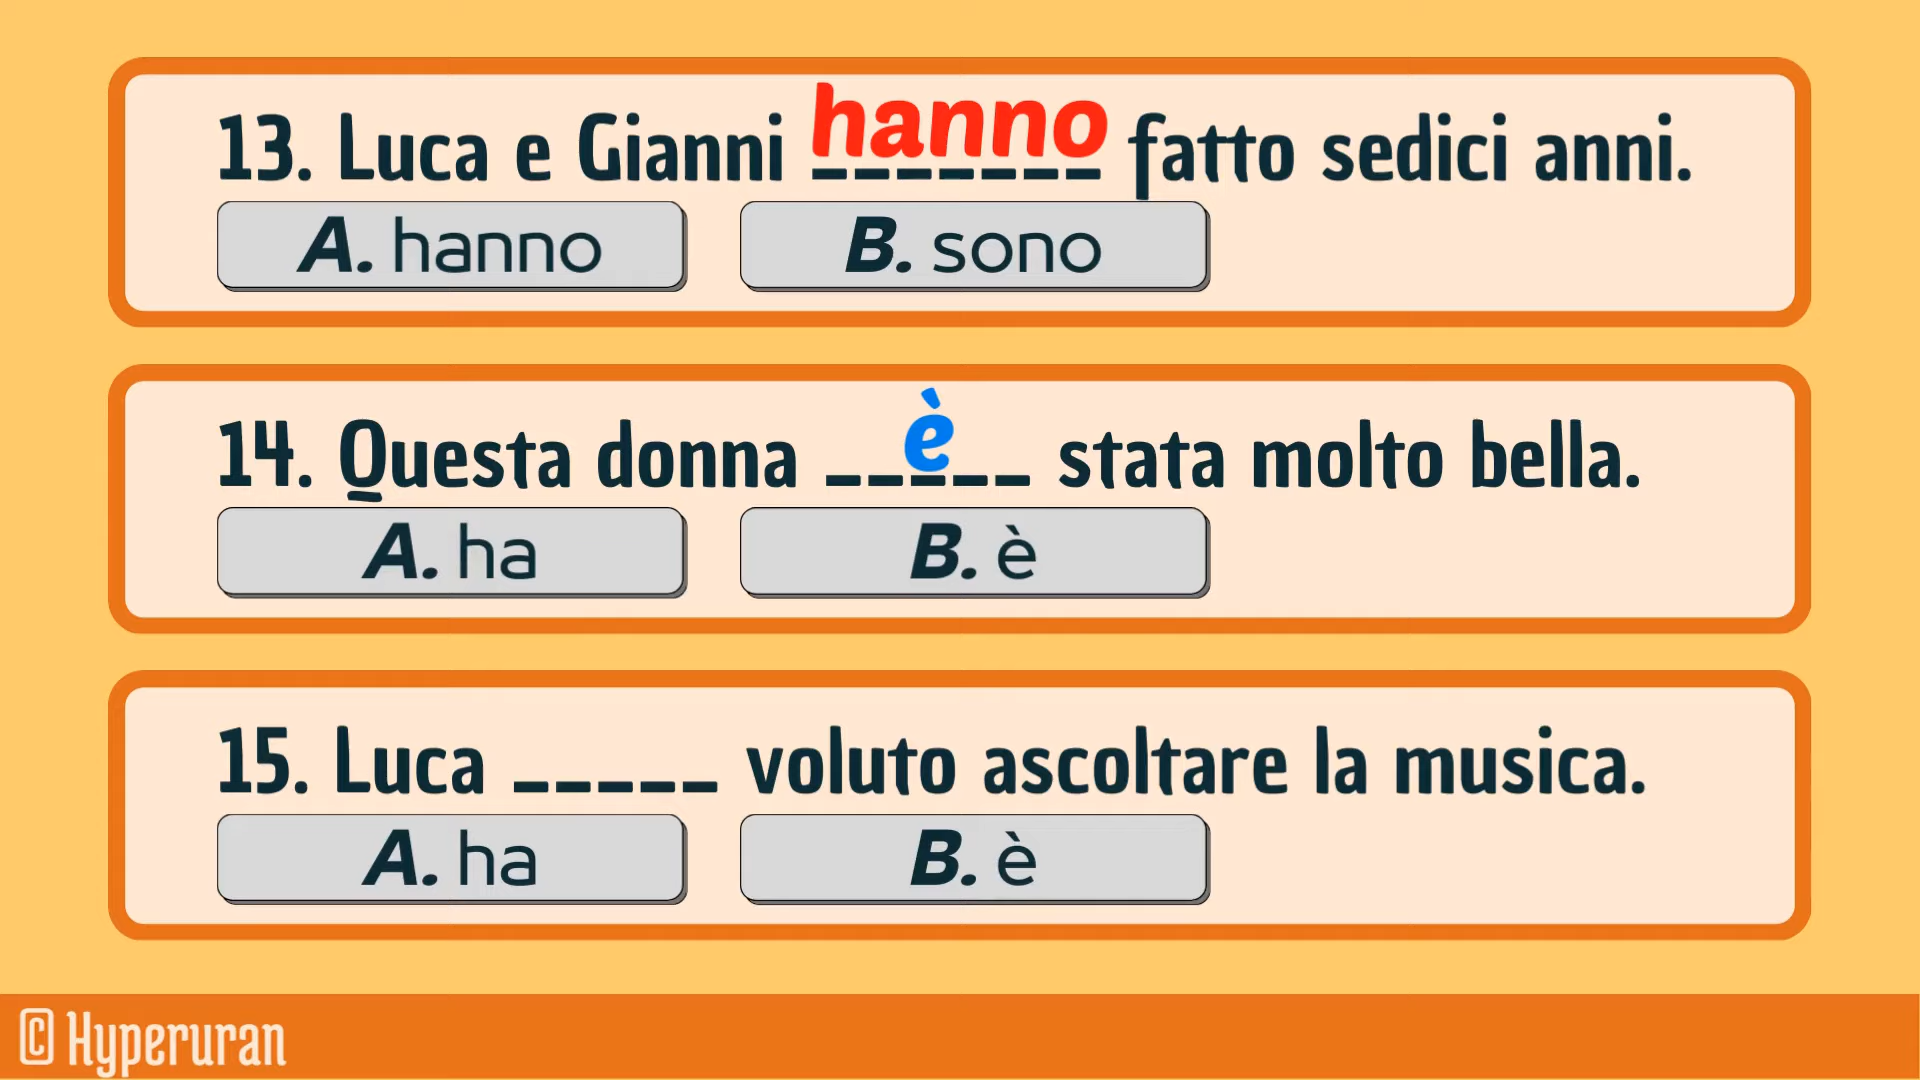 13. Luca e Gianni hanno fatto sedici anni.
A. hanno B. sono
14. Questa donna __è__ stata molto bella.
A. ha B. è
15. Luca _____ voluto ascoltare la musica.
A. ha B. è
© Hyperuran